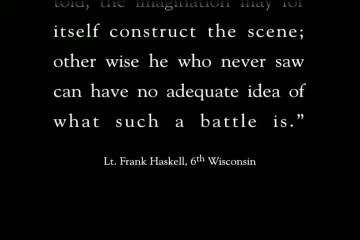 told, the imagination may for
itself construct the scene;
other wise he who never saw
can have no adequate idea of
what such a battle is.”
Lt. Frank Haskell, 6th Wisconsin